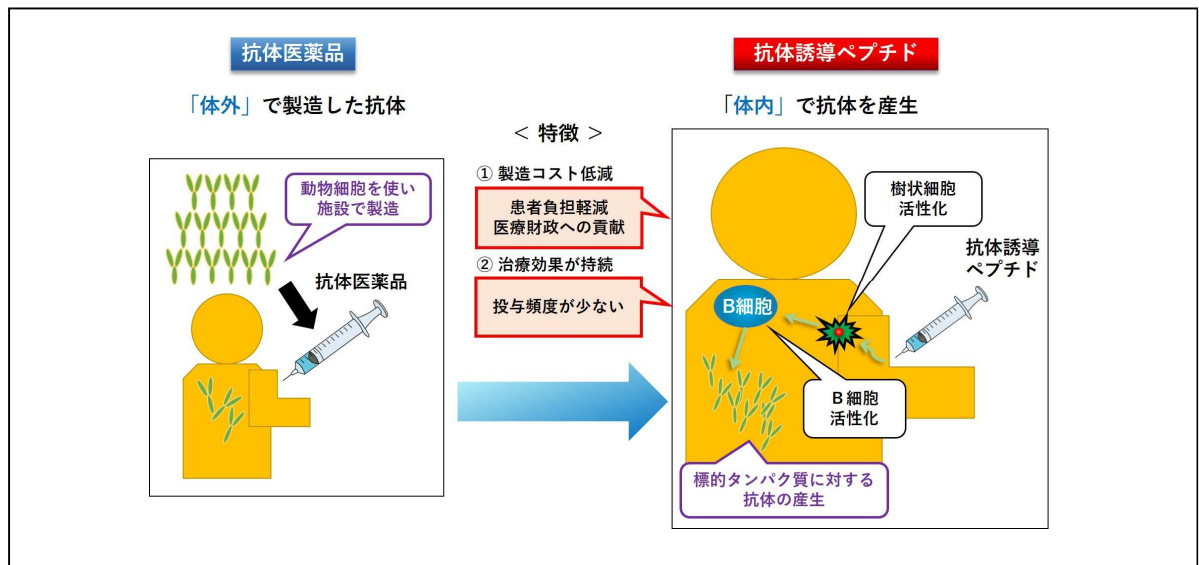 抗体医薬品
「体外」で製造した抗体
動物細胞を使い
施設で製造
抗体医薬品
< 特徴 >
① 製造コスト低減
患者負担軽減
医療財政への貢献
② 治療効果が持続
投与頻度が少ない
抗体誘導ペプチド
「体内」で抗体を産生
樹状細胞
活性化
抗体誘導
ペプチド
B細胞
B細胞
活性化
標的タンパク質に対する
抗体の産生